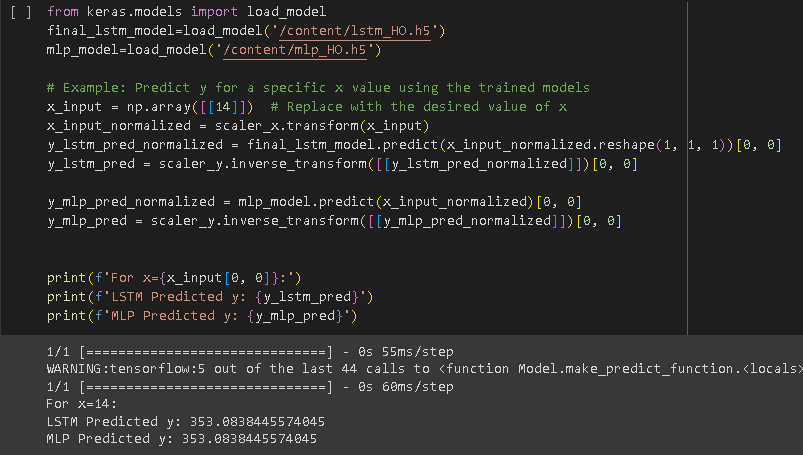 [ ] from keras.models import load_model
final_lstm_model=load_model('/content/lstm_HO.h5')
mlp_model=load_model('/content/mlp_HO.h5')
# Example: Predict y for a specific x value using the trained models
x_input = np.array([[14]])  # Replace with the desired value of x
x_input_normalized = scaler_x.transform(x_input)
y_lstm_pred_normalized = final_lstm_model.predict(x_input_normalized.reshape(1, 1, 1))[0, 0]
y_lstm_pred = scaler_y.inverse_transform([[y_lstm_pred_normalized]])[0, 0]
y_mlp_pred_normalized = mlp_model.predict(x_input_normalized)[0, 0]
y_mlp_pred = scaler_y.inverse_transform([[y_mlp_pred_normalized]])[0, 0]
print(f'For x={x_input[0, 0]}:')
print(f'LSTM Predicted y: {y_lstm_pred}')
print(f'MLP Predicted y: {y_mlp_pred}')
1/1 [==============================] - 0s 55ms/step
WARNING:tensorflow:5 out of the last 44 calls to <function Model.make_predict_function.<locals>
1/1 [==============================] - 0s 60ms/step
For x=14:
LSTM Predicted y: 353.0838445574045
MLP Predicted y: 353.0838445574045